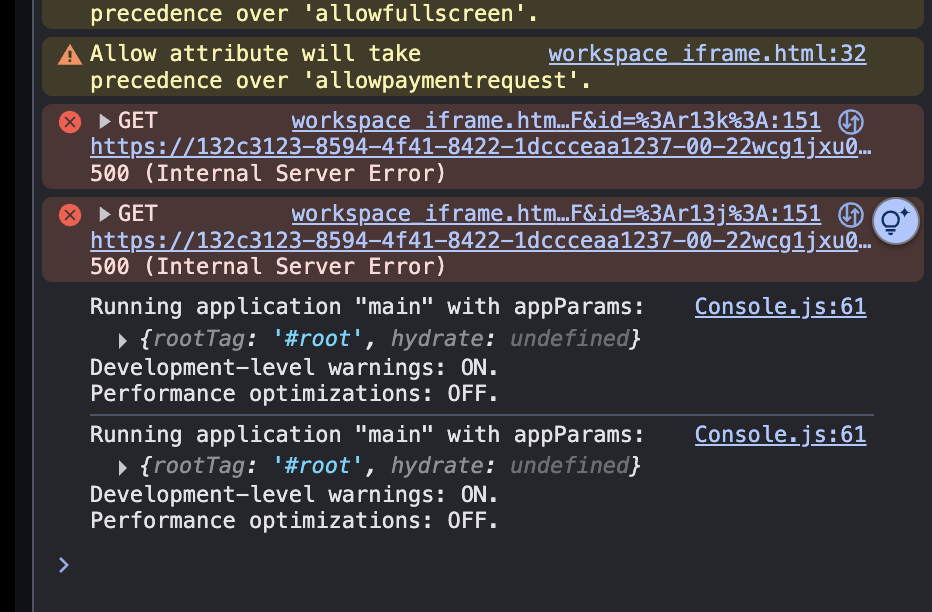 precedence over 'allowfullscreen'.
Allow attribute will take workspace_iframe.html:32
precedence over 'allowpaymentrequest'.
GET workspace_iframe.htm…F&id=%3Ar13k%3A:151
https://132c3123-8594-4f41-8422-1dccceaa1237-00-22wcg1jxu0…
500 (Internal Server Error)
GET workspace_iframe.htm…F&id=%3Ar13j%3A:151
https://132c3123-8594-4f41-8422-1dccceaa1237-00-22wcg1jxu0…
500 (Internal Server Error)
Running application "main" with appParams: Console.js:61
{rootTag: '#root', hydrate: undefined}
Development-level warnings: ON.
Performance optimizations: OFF.
Running application "main" with appParams: Console.js:61
{rootTag: '#root', hydrate: undefined}
Development-level warnings: ON.
Performance optimizations: OFF.